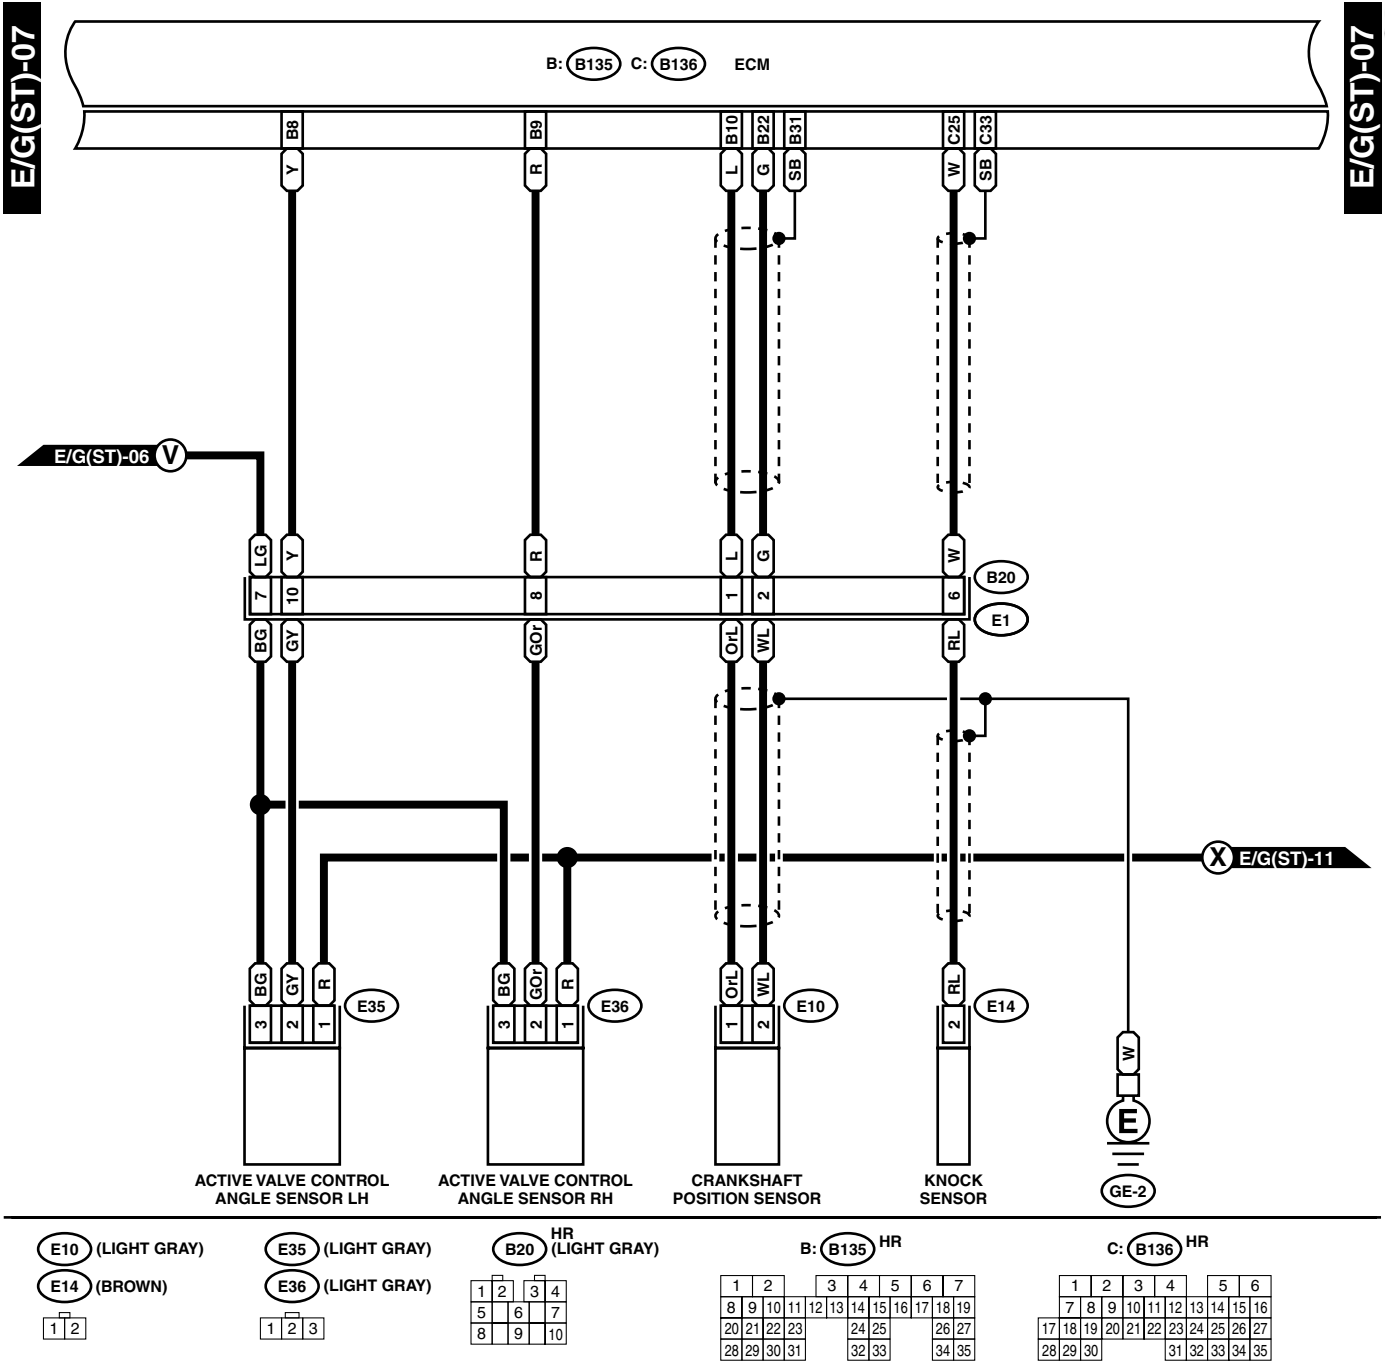 E/G(ST)-07
E/G(ST)-07
B: B135 C: B136 ECM
B8 B9 B10 B22 B31 C25 C33
Y R L G SB W SB
E/G(ST)-06 V
LG Y R L G W
7 10 8 1 2 6 B20
E1
BG GY GOr OrL WL RL
X E/G(ST)-11
BG GY R BG GOr R OrL WL RL
3 2 1 E35 3 2 1 E36 1 2 E10 2 E14
W
E
GE-2
ACTIVE VALVE CONTROL
ANGLE SENSOR LH
ACTIVE VALVE CONTROL
ANGLE SENSOR RH
CRANKSHAFT
POSITION SENSOR
KNOCK
SENSOR
E10 (LIGHT GRAY)
E14 (BROWN)
1 2
E35 (LIGHT GRAY)
E36 (LIGHT GRAY)
1 2 3
HR
B20 (LIGHT GRAY)
1 2 3 4
5 6 7
8 9 10
B: B135 HR
1 2 3 4 5 6 7
8 9 10 11 12 13 14 15 16 17 18 19
20 21 22 23 24 25 26 27
28 29 30 31 32 33 34 35
C: B136 HR
1 2 3 4 5 6
7 8 9 10 11 12 13 14 15 16
17 18 19 20 21 22 23 24 25 26 27
28 29 30 31 32 33 34 35